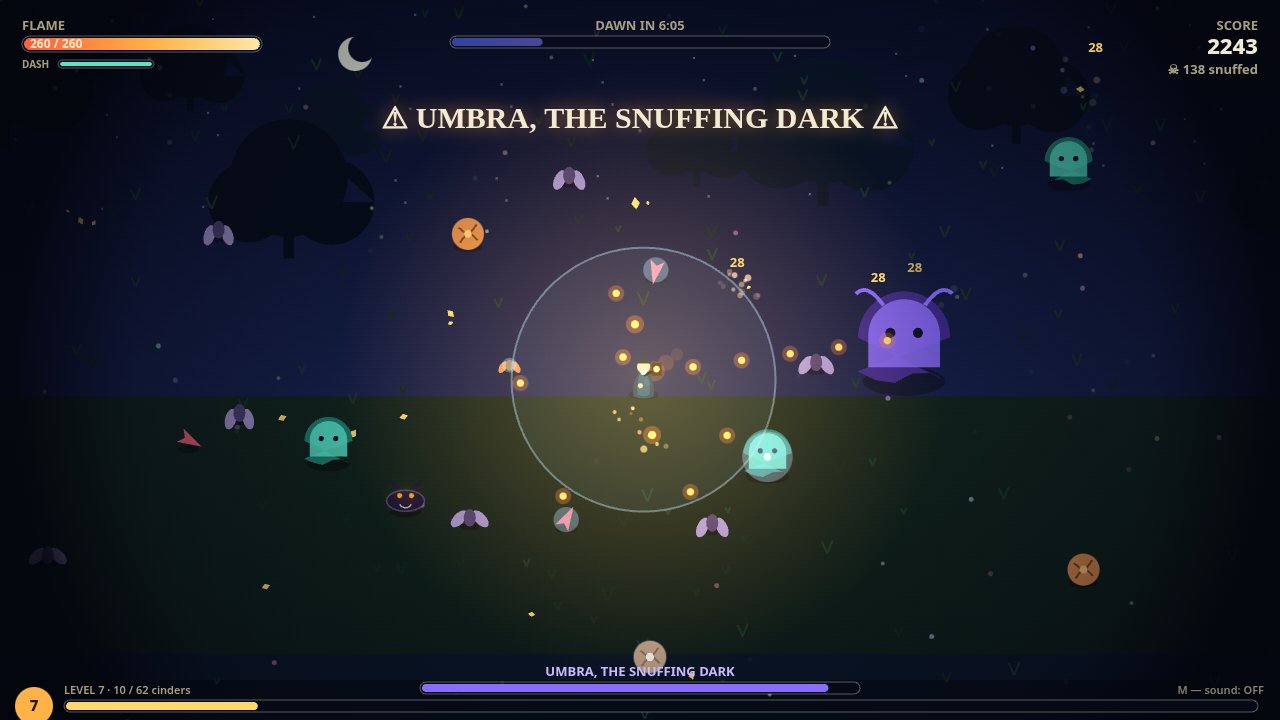 FLAME
260 / 260
DASH
DAWN IN 6:05
SCORE
2243
☠ 138 snuffed
28
⚠ UMBRA, THE SNUFFING DARK ⚠
28
28
28
UMBRA, THE SNUFFING DARK
7
LEVEL 7 · 10 / 62 cinders
M — sound: OFF